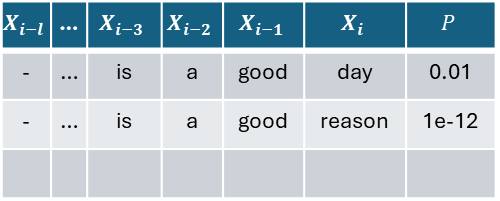 X_{i−l} ... X_{i−3} X_{i−2} X_{i−1} X_i P
- ... is a good day 0.01
- ... is a good reason 1e-12